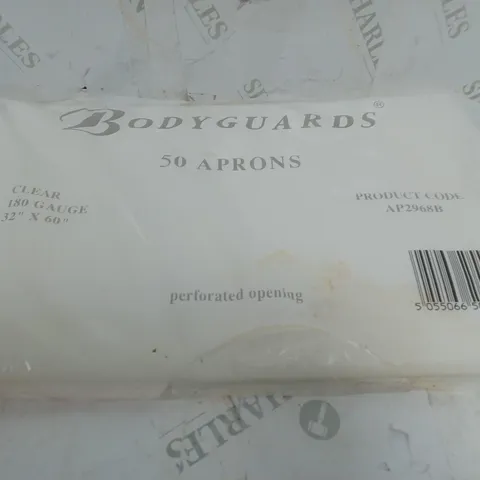 BODYGUARDS®
50 APRONS
CLEAR
180 GAUGE
32" X 60"
PRODUCT CODE
AP2968B
perforated opening
5 055066
CHARLES